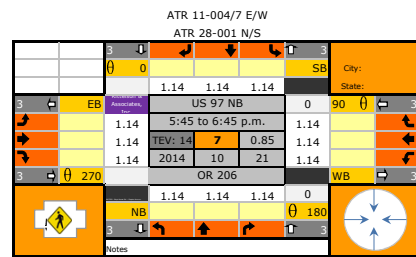 ATR 11-004/7 E/W
ATR 28-001 N/S
3 3
θ 0 SB City:
1.14 1.14 1.14 State:
3 EB Associates, US 97 NB 0 90 θ 3
1.14 5:45 to 6:45 p.m. 1.14
1.14 TEV: 14 7 0.85 1.14
1.14 2014 10 21 1.14
3 θ 270 OR 206 WB 3
1.14 1.14 1.14 0
NB θ 180
3 3
Notes